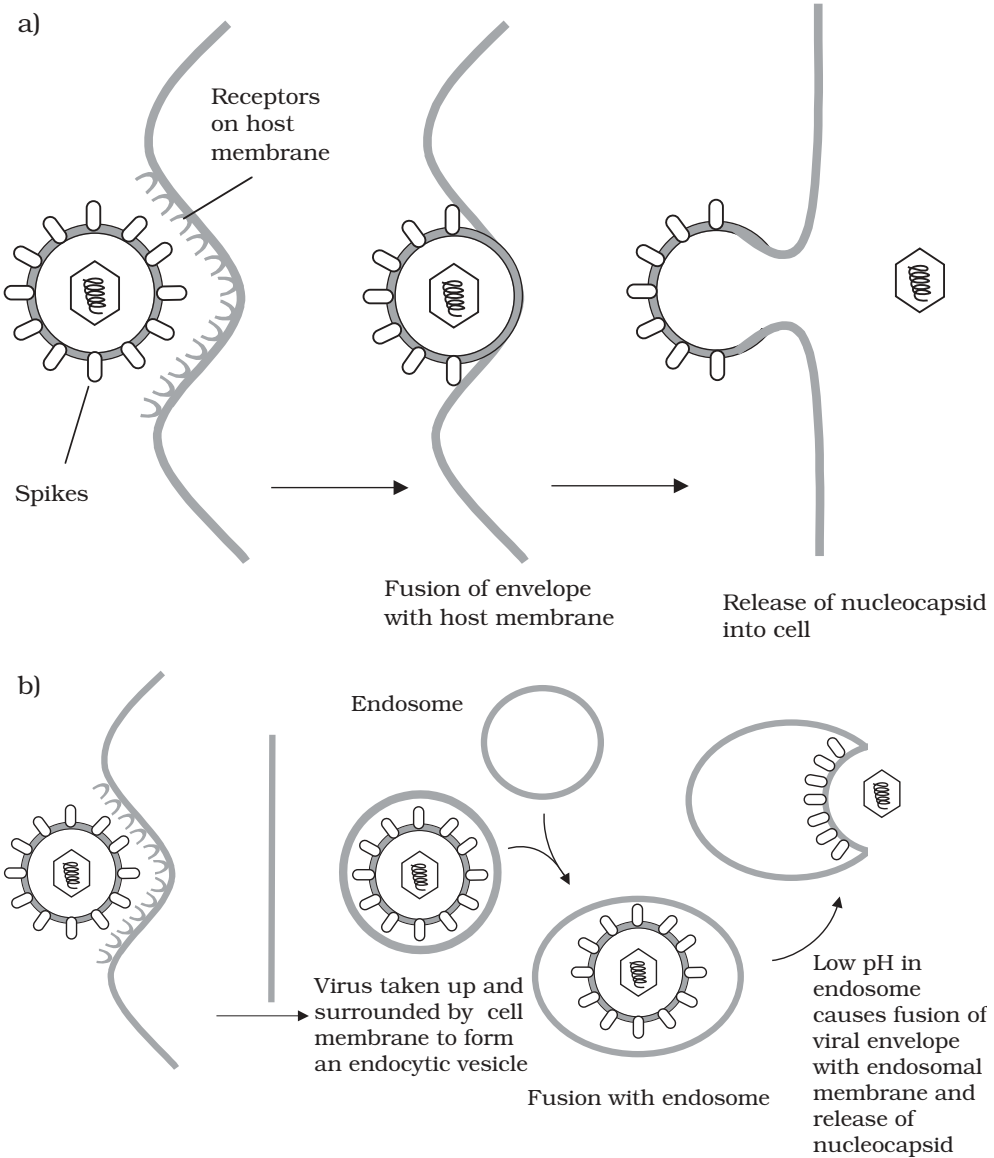 a)
Receptors
on host
membrane
Spikes
Fusion of envelope
with host membrane
Release of nucleocapsid
into cell
b)
Endosome
Virus taken up and
surrounded by cell
membrane to form
an endocytic vesicle
Fusion with endosome
Low pH in
endosome
causes fusion of
viral envelope
with endosomal
membrane and
release of
nucleocapsid